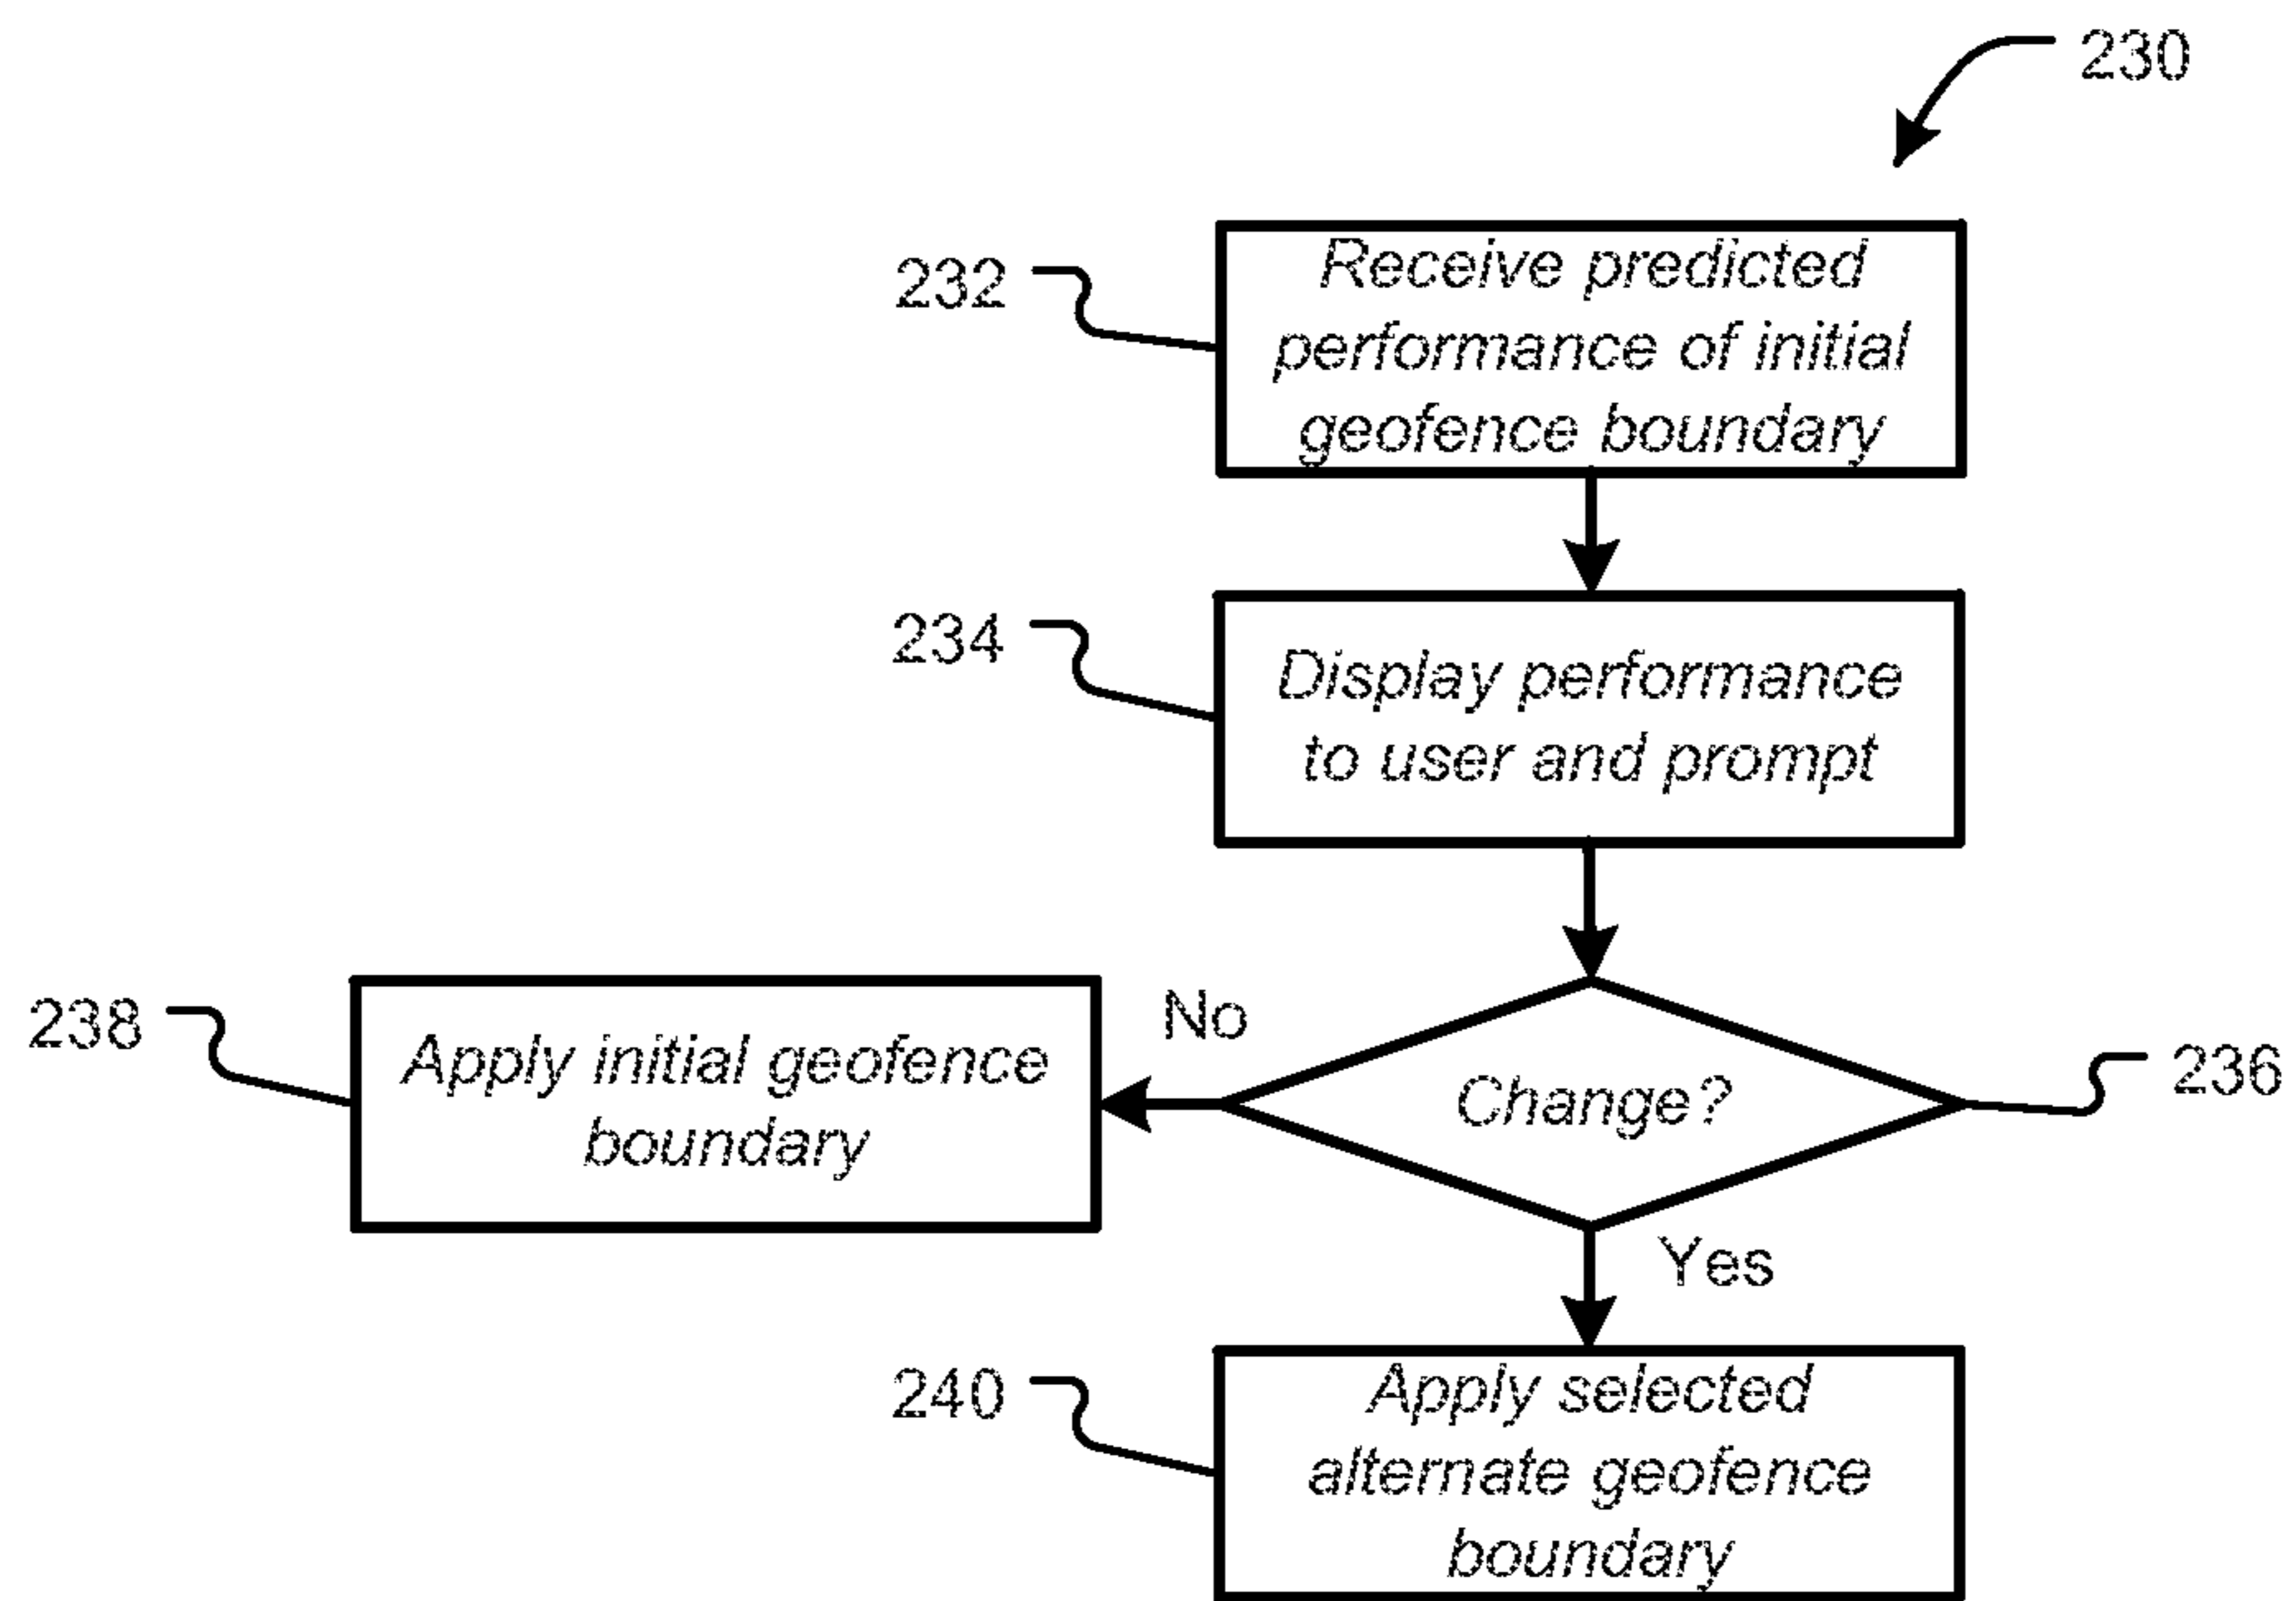 230
232
Receive predicted
performance of initial
geofence boundary
234
Display performance
to user and prompt
238
Apply initial geofence
boundary
No
Change?
236
Yes
240
Apply selected
alternate geofence
boundary